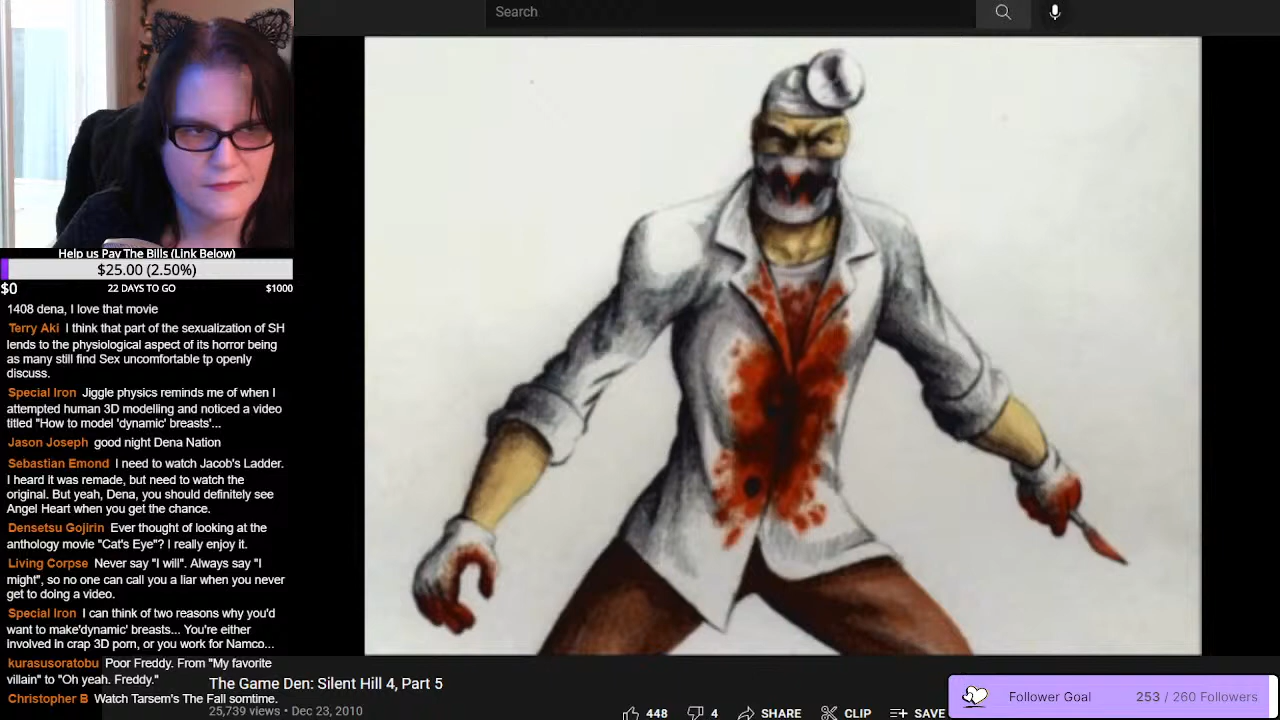 Search
Help us Pay The Bills (Link Below)
$25.00 (2.50%)
$0
22 DAYS TO GO
$1000
1408 dena, I love that movie
Terry Aki I think that part of the sexualization of SH
lends to the physiological aspect of its horror being
as many still find Sex uncomfortable tp openly
discuss.
Special Iron Jiggle physics reminds me of when I
attempted human 3D modelling and noticed a video
titled "How to model 'dynamic' breasts'...
Jason Joseph good night Dena Nation
Sebastian Emond I need to watch Jacob's Ladder.
I heard it was remade, but need to watch the
original. But yeah, Dena, you should definitely see
Angel Heart when you get the chance.
Densetsu Gojirin Ever thought of looking at the
anthology movie "Cat's Eye"? I really enjoy it.
Living Corpse Never say "I will". Always say "I
might", so no one can call you a liar when you never
get to doing a video.
Special Iron I can think of two reasons why you'd
want to make'dynamic' breasts... You're either
involved in crap 3D porn, or you work for Namco...
kurasusoratobu Poor Freddy. From "My favorite
villain" to "Oh yeah. Freddy."
Christopher B Watch Tarsem's The Fall somtime.
The Game Den: Silent Hill 4, Part 5
25,739 views • Dec 23, 2010
448
4
SHARE
CLIP
SAVE
Follower Goal
253 / 260 Followers